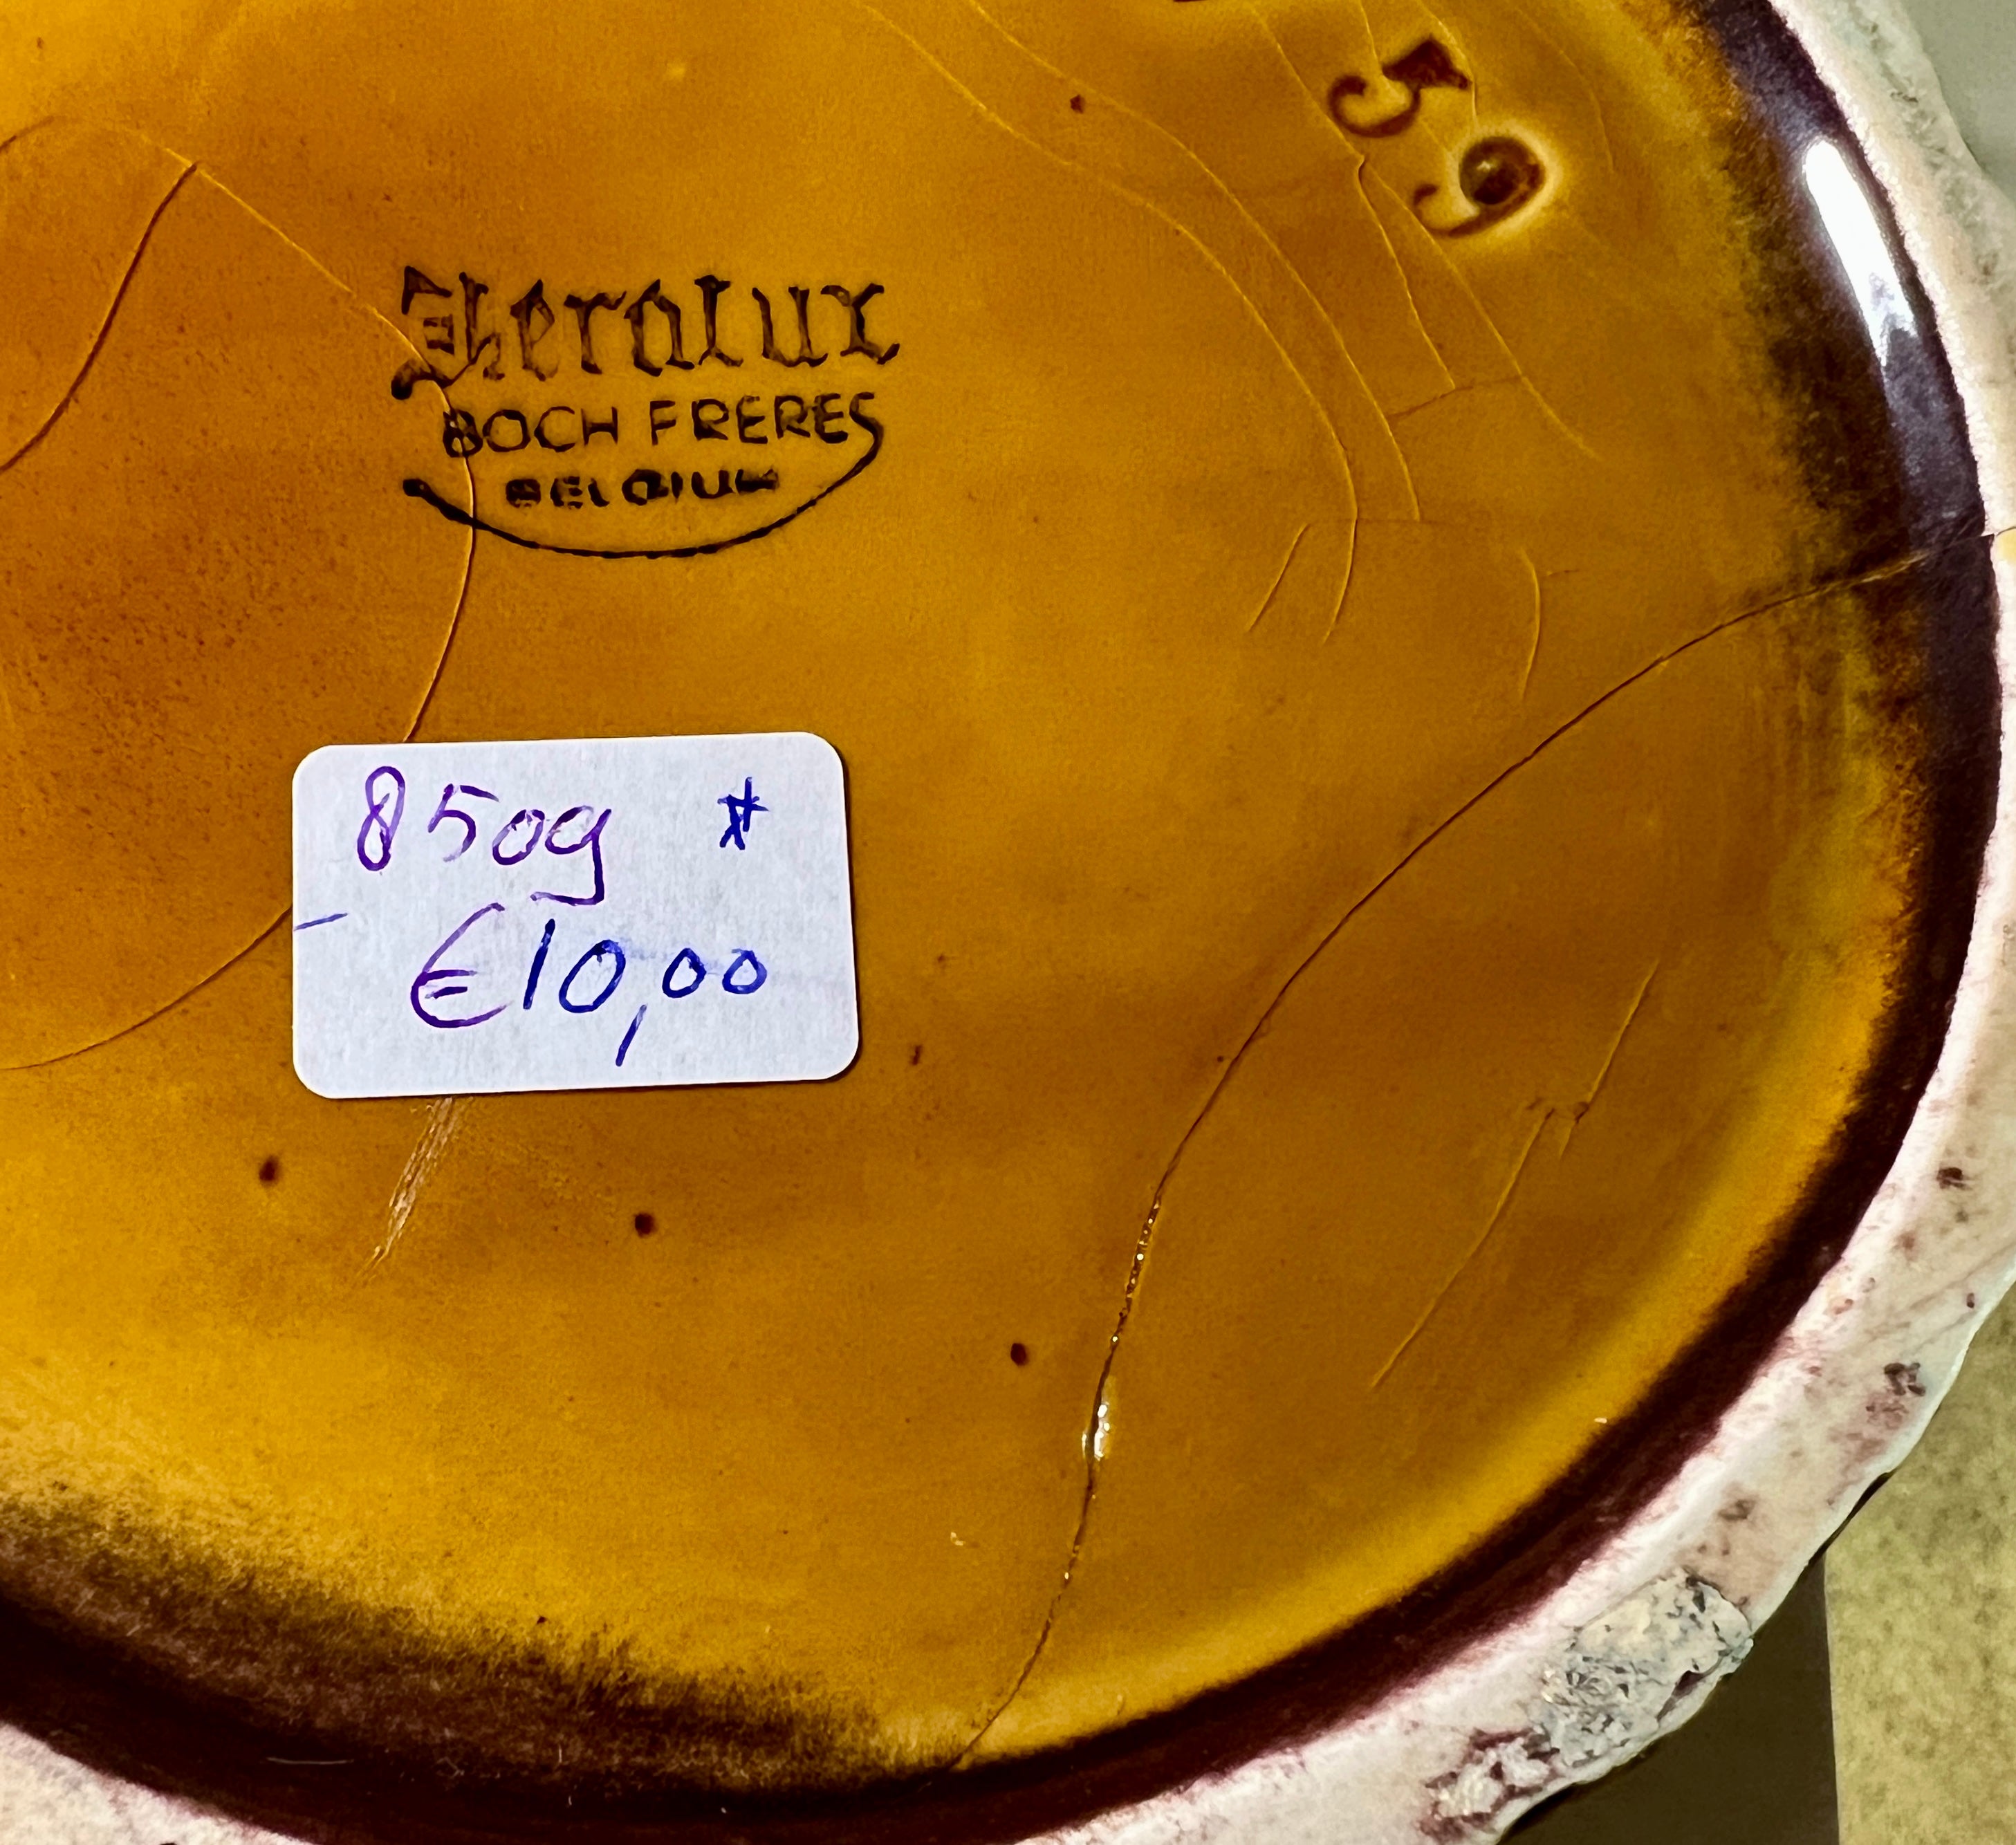 59
Keralux
BOCH FRERES
BELGIUM
850g *
€10,00